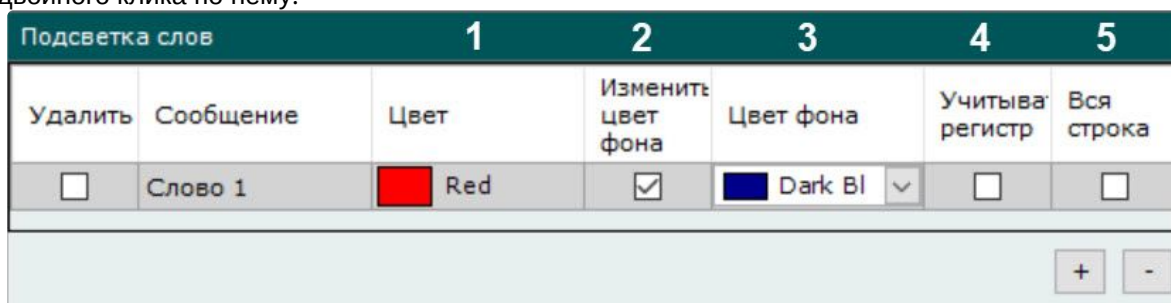 двойного клика по нему.
Подсветка слов 1 2 3 4 5
Удалить Сообщение Цвет Изменить цвет фона Цвет фона Учитыват регистр Вся строка
Слово 1 Red Dark Bl
+ -